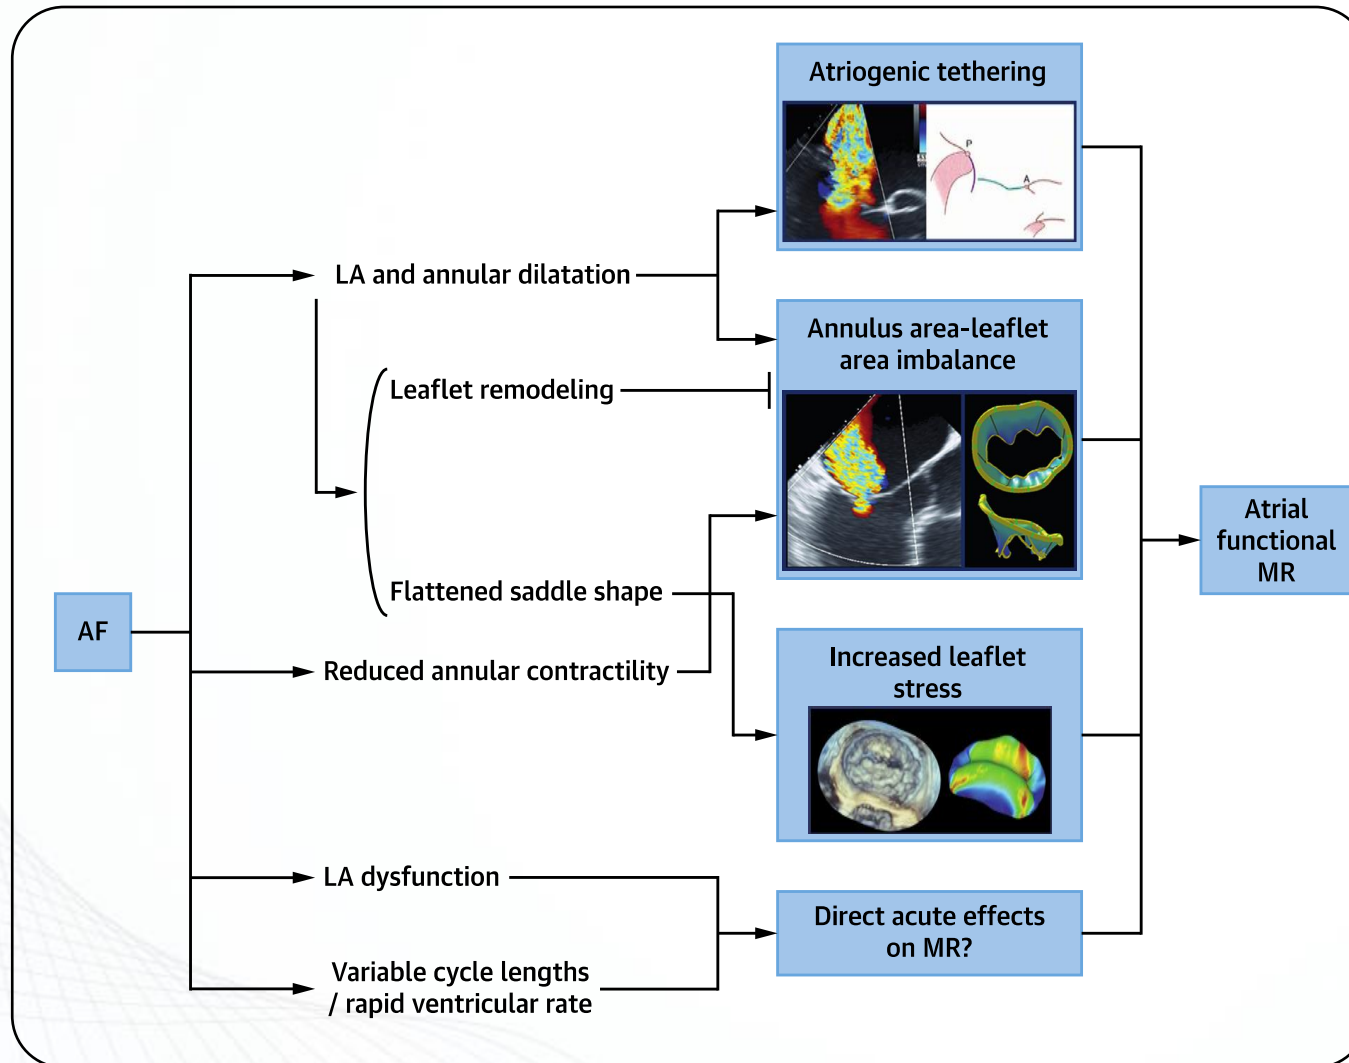 Atriogenic tethering
P
A
LA and annular dilatation
Annulus area-leaflet
area imbalance
Leaflet remodeling
Atrial
functional
MR
Flattened saddle shape
AF
Reduced annular contractility
Increased leaflet
stress
LA dysfunction
Direct acute effects
on MR?
Variable cycle lengths
/ rapid ventricular rate